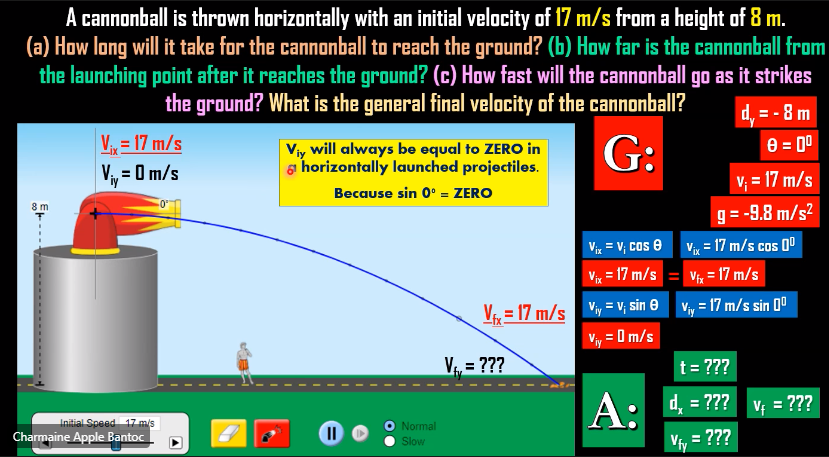 A cannonball is thrown horizontally with an initial velocity of 17 m/s from a height of 8 m.
(a) How long will it take for the cannonball to reach the ground? (b) How far is the cannonball from
the launching point after it reaches the ground? (c) How fast will the cannonball go as it strikes
the ground? What is the general final velocity of the cannonball?
Vix = 17 m/s
Viy = 0 m/s
Viy will always be equal to ZERO in
a horizontally launched projectiles.
Because sin 0° = ZERO
8 m
0°
Vfx = 17 m/s
Vfy = ???
G:
dy = - 8 m
θ = 0º
vi = 17 m/s
g = -9.8 m/s²
vix = vi cos θ
vix = 17 m/s cos 0º
vix = 17 m/s = vfx = 17 m/s
viy = vi sin θ
viy = 17 m/s sin 0º
viy = 0 m/s
A:
t = ???
dx = ???
vf = ???
vfy = ???
Initial Speed 17 m/s
Charmaine Apple Bantoc
Normal
Slow